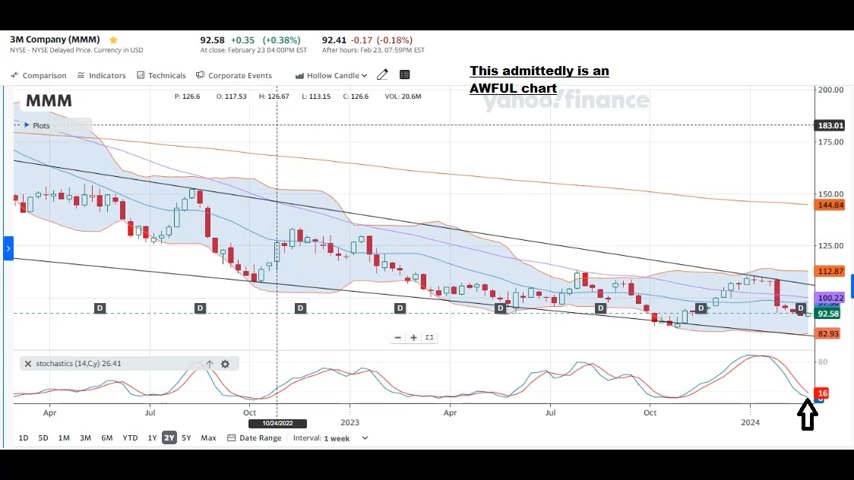 3M Company (MMM)
92.58 +0.35 (+0.38%) 92.41 -0.17 (-0.18%)
NYSE - NYSE Delayed Price. Currency in USD At close: February 23 04:00PM EST After hours: Feb 23, 07:59PM EST
This admittedly is an
AWFUL chart
Comparison Indicators Technicals Corporate Events Hollow Candle
yahoo!finance
MMM P: 126.6 O: 117.53 H: 126.67 L: 113.15 C: 126.6 VOL: 20.6M
200.00
Plots
183.01
175.00
150.00
144.84
125.00
112.87
100.22
D D D D D D D D
92.58
82.93
stochastics (14,C,y) 26.41
80
16
Apr Jul Oct 2023 Apr Jul Oct 2024
10/24/2022
1D 5D 1M 3M 6M YTD 1Y 2Y 5Y Max Date Range Interval: 1 week